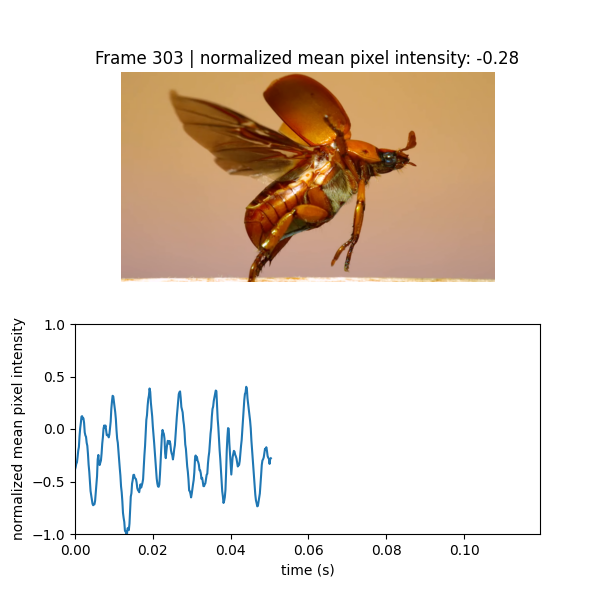 Frame 303 | normalized mean pixel intensity: -0.28
normalized mean pixel intensity
1.0
0.5
0.0
−0.5
−1.0
0.00 0.02 0.04 0.06 0.08 0.10
time (s)